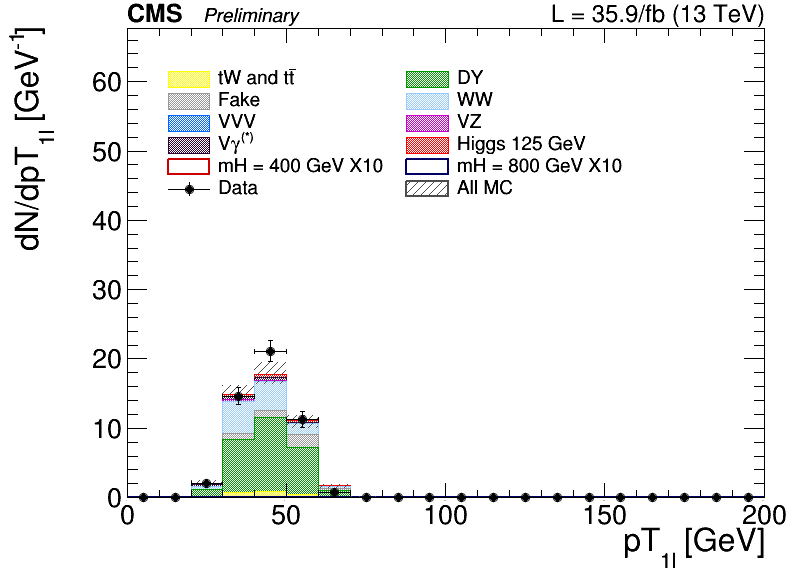 CMS Preliminary L = 35.9/fb (13 TeV)
dN/dpT1l [GeV-1]
60
50
40
30
20
10
0
tW and tt̄ DY
Fake WW
VVV VZ
Vγ(*) Higgs 125 GeV
mH = 400 GeV X10 mH = 800 GeV X10
Data All MC
0 50 100 150 200
pT1l [GeV]